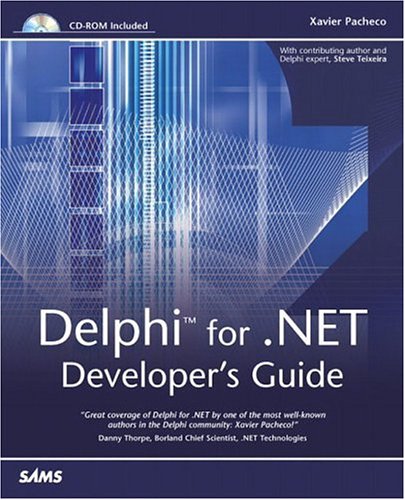 CD-ROM Included
Xavier Pacheco
With contributing author and
Delphi expert, Steve Teixeira
Delphi™ for .NET
Developer's Guide
"Great coverage of Delphi for .NET by one of the most well-known
authors in the Delphi community: Xavier Pacheco!"
Danny Thorpe, Borland Chief Scientist, .NET Technologies
SAMS